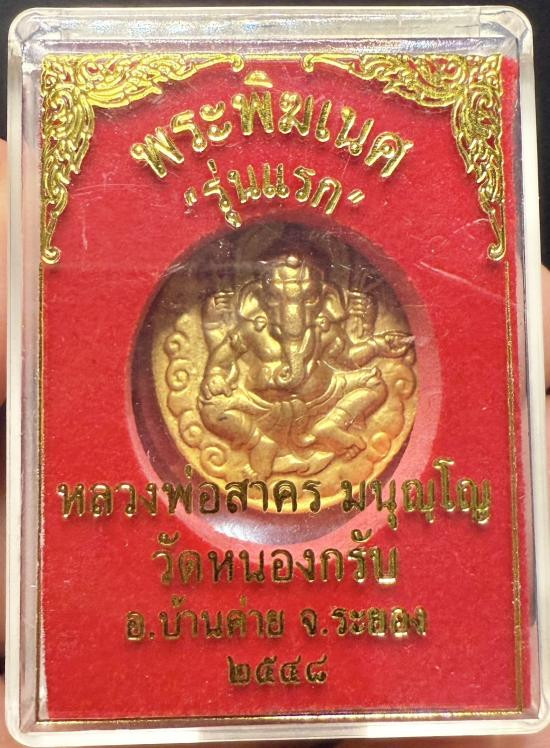 พระพิฆเนศ
"รุ่นแรก"
หลวงพ่อสาคร มนุญฺโญ
วัดหนองกรับ
อ.บ้านค่าย จ.ระยอง
๒๕๔๘